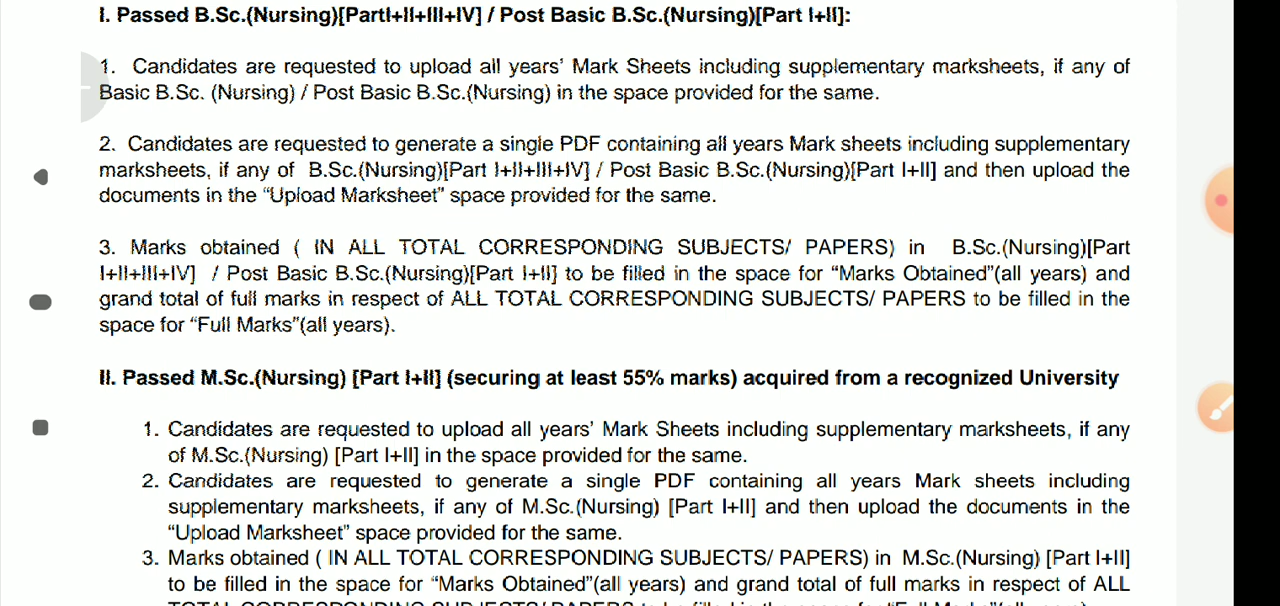 I. Passed B.Sc.(Nursing)[PartI+II+III+IV] / Post Basic B.Sc.(Nursing)[Part I+II]:
1. Candidates are requested to upload all years’ Mark Sheets including supplementary marksheets, if any of
Basic B.Sc. (Nursing) / Post Basic B.Sc.(Nursing) in the space provided for the same.
2. Candidates are requested to generate a single PDF containing all years Mark sheets including supplementary
marksheets, if any of B.Sc.(Nursing)[Part I+II+III+IV] / Post Basic B.Sc.(Nursing)[Part I+II] and then upload the
documents in the “Upload Marksheet” space provided for the same.
3. Marks obtained ( IN ALL TOTAL CORRESPONDING SUBJECTS/ PAPERS) in B.Sc.(Nursing)[Part
I+II+III+IV] / Post Basic B.Sc.(Nursing)[Part I+II] to be filled in the space for “Marks Obtained”(all years) and
grand total of full marks in respect of ALL TOTAL CORRESPONDING SUBJECTS/ PAPERS to be filled in the
space for “Full Marks”(all years).
II. Passed M.Sc.(Nursing) [Part I+II] (securing at least 55% marks) acquired from a recognized University
1. Candidates are requested to upload all years’ Mark Sheets including supplementary marksheets, if any
of M.Sc.(Nursing) [Part I+II] in the space provided for the same.
2. Candidates are requested to generate a single PDF containing all years Mark sheets including
supplementary marksheets, if any of M.Sc.(Nursing) [Part I+II] and then upload the documents in the
“Upload Marksheet” space provided for the same.
3. Marks obtained ( IN ALL TOTAL CORRESPONDING SUBJECTS/ PAPERS) in M.Sc.(Nursing) [Part I+II]
to be filled in the space for “Marks Obtained”(all years) and grand total of full marks in respect of ALL